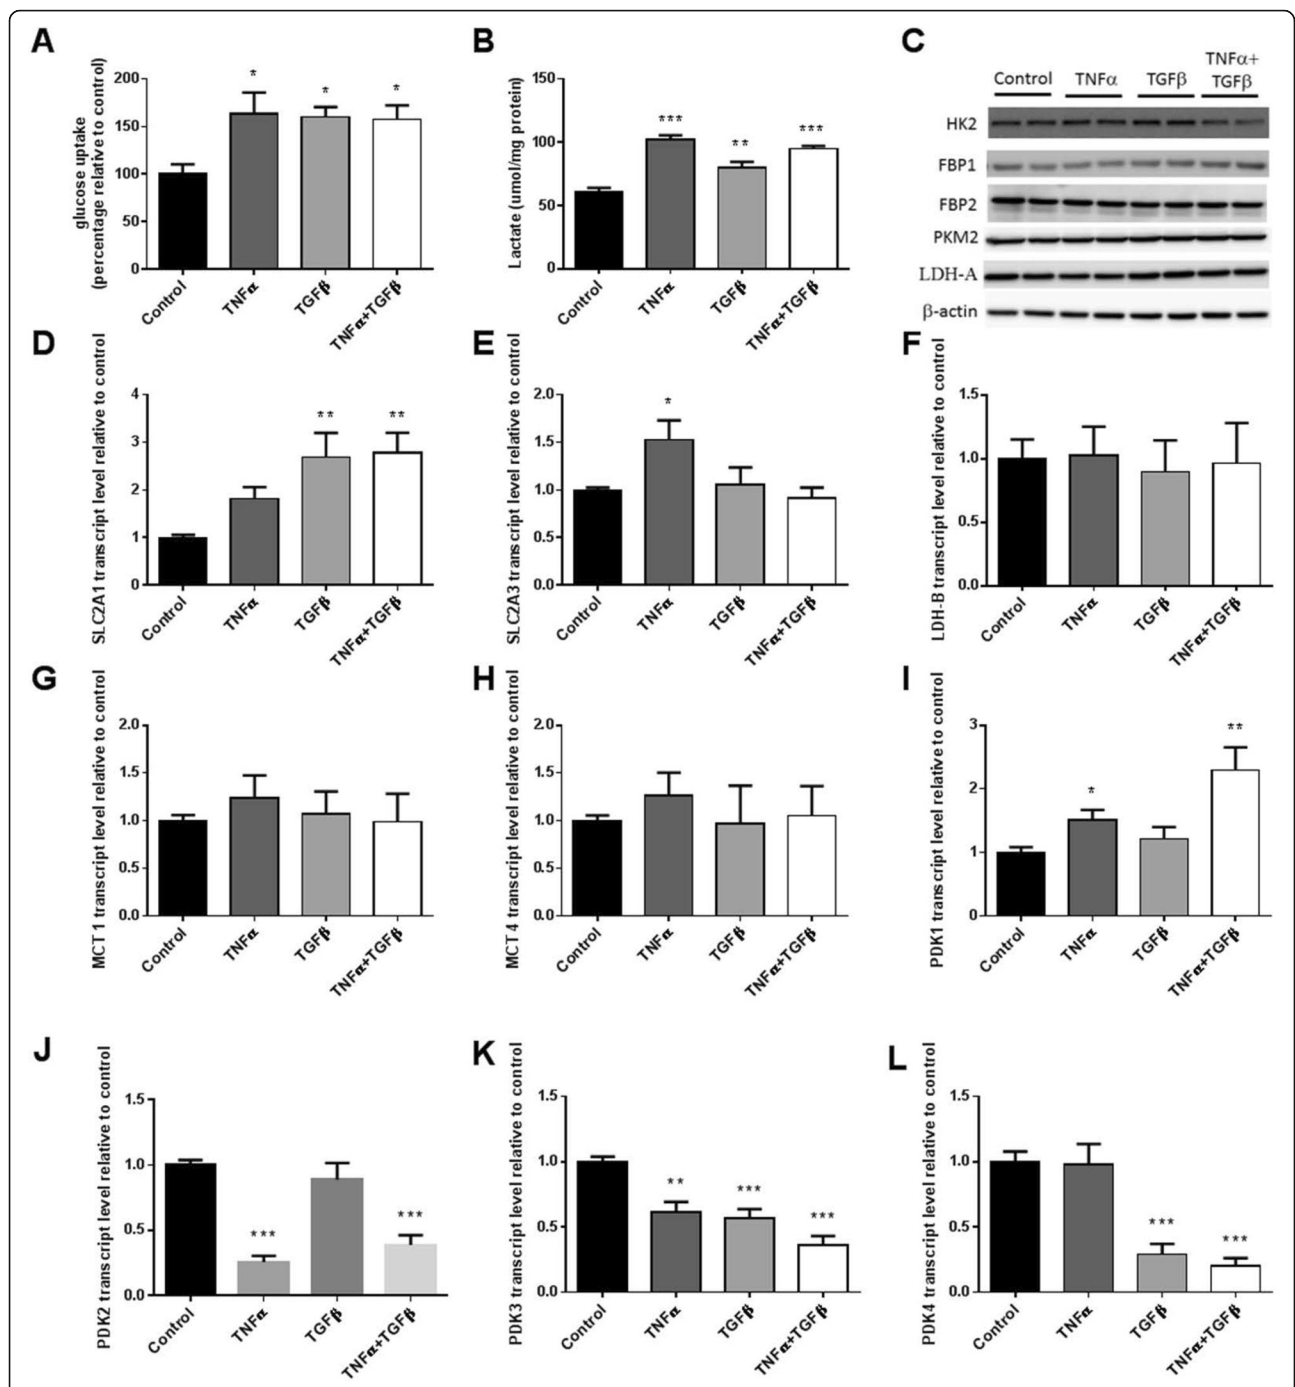 A
glucose uptake
(percentage relative to control)
200
150
100
50
0
*
*
*
Control
TNFα
TGFβ
TNFα+TGFβ
B
Lactate (umol/mg protein)
150
100
50
0
***
**
***
Control
TNFα
TGFβ
TNFα+TGFβ
C
Control
TNFα
TGFβ
TNFα+
TGFβ
HK2
FBP1
FBP2
PKM2
LDH-A
β-actin
D
SLC2A1 transcript level relative to control
4
3
2
1
0
**
**
Control
TNFα
TGFβ
TNFα+TGFβ
E
SLC2A3 transcript level relative to control
2.0
1.5
1.0
0.5
0.0
*
Control
TNFα
TGFβ
TNFα+TGFβ
F
LDH-B transcript level relative to control
1.5
1.0
0.5
0.0
Control
TNFα
TGFβ
TNFα+TGFβ
G
MCT1 transcript level relative to control
2.0
1.5
1.0
0.5
0.0
Control
TNFα
TGFβ
TNFα+TGFβ
H
MCT4 transcript level relative to control
2.0
1.5
1.0
0.5
0.0
Control
TNFα
TGFβ
TNFα+TGFβ
I
PDK1 transcript level relative to control
3
2
1
0
*
**
Control
TNFα
TGFβ
TNFα+TGFβ
J
PDK2 transcript level relative to control
1.5
1.0
0.5
0.0
***
***
Control
TNFα
TGFβ
TNFα+TGFβ
K
PDK3 transcript level relative to control
1.5
1.0
0.5
0.0
**
***
***
Control
TNFα
TGFβ
TNFα+TGFβ
L
PDK4 transcript level relative to control
1.5
1.0
0.5
0.0
***
***
Control
TNFα
TGFβ
TNFα+TGFβ